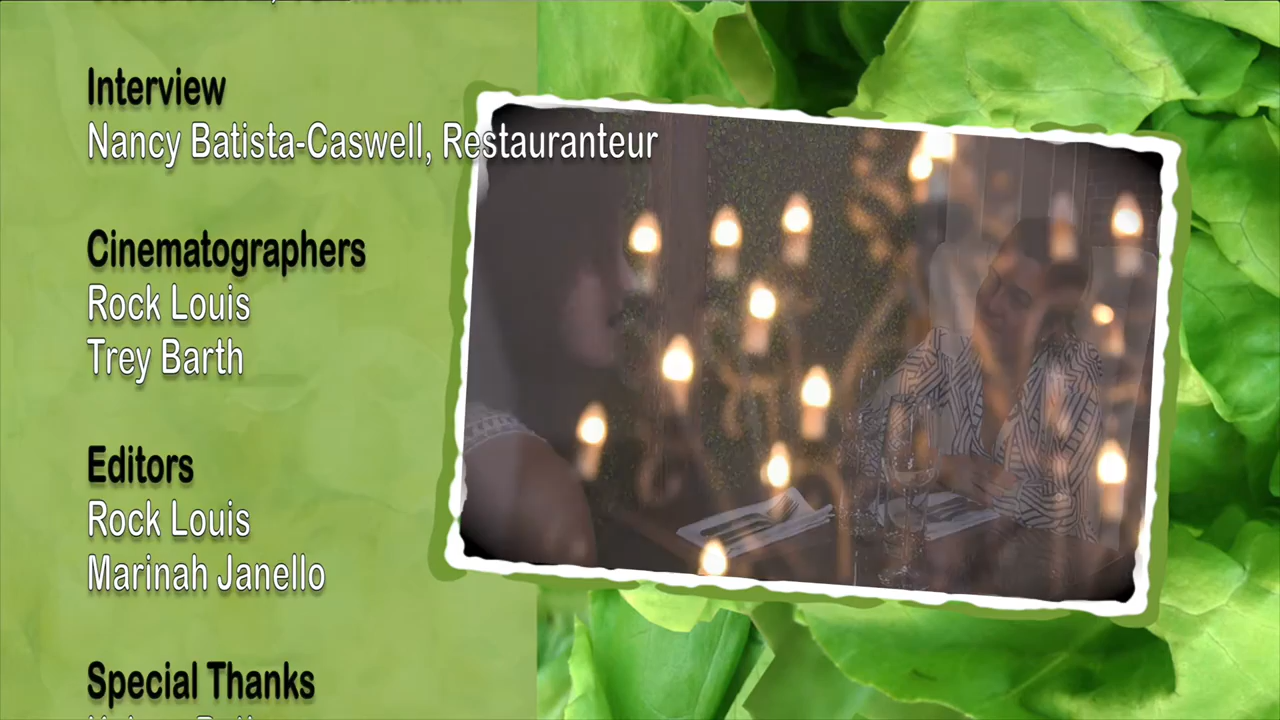 Interview
Nancy Batista-Caswell, Restauranteur
Cinematographers
Rock Louis
Trey Barth
Editors
Rock Louis
Marinah Janello
Special Thanks